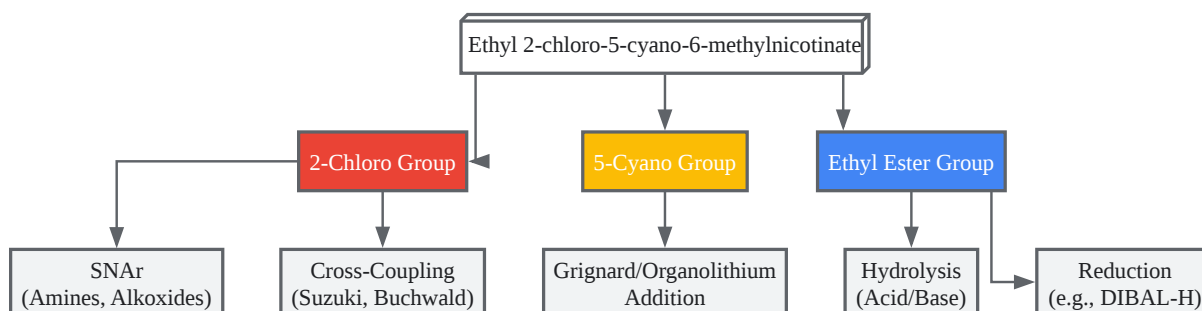 Ethyl 2-chloro-5-cyano-6-methylnicotinate
2-Chloro Group
5-Cyano Group
Ethyl Ester Group
SNAr
(Amines, Alkoxides)
Cross-Coupling
(Suzuki, Buchwald)
Grignard/Organolithium
Addition
Hydrolysis
(Acid/Base)
Reduction
(e.g., DIBAL-H)